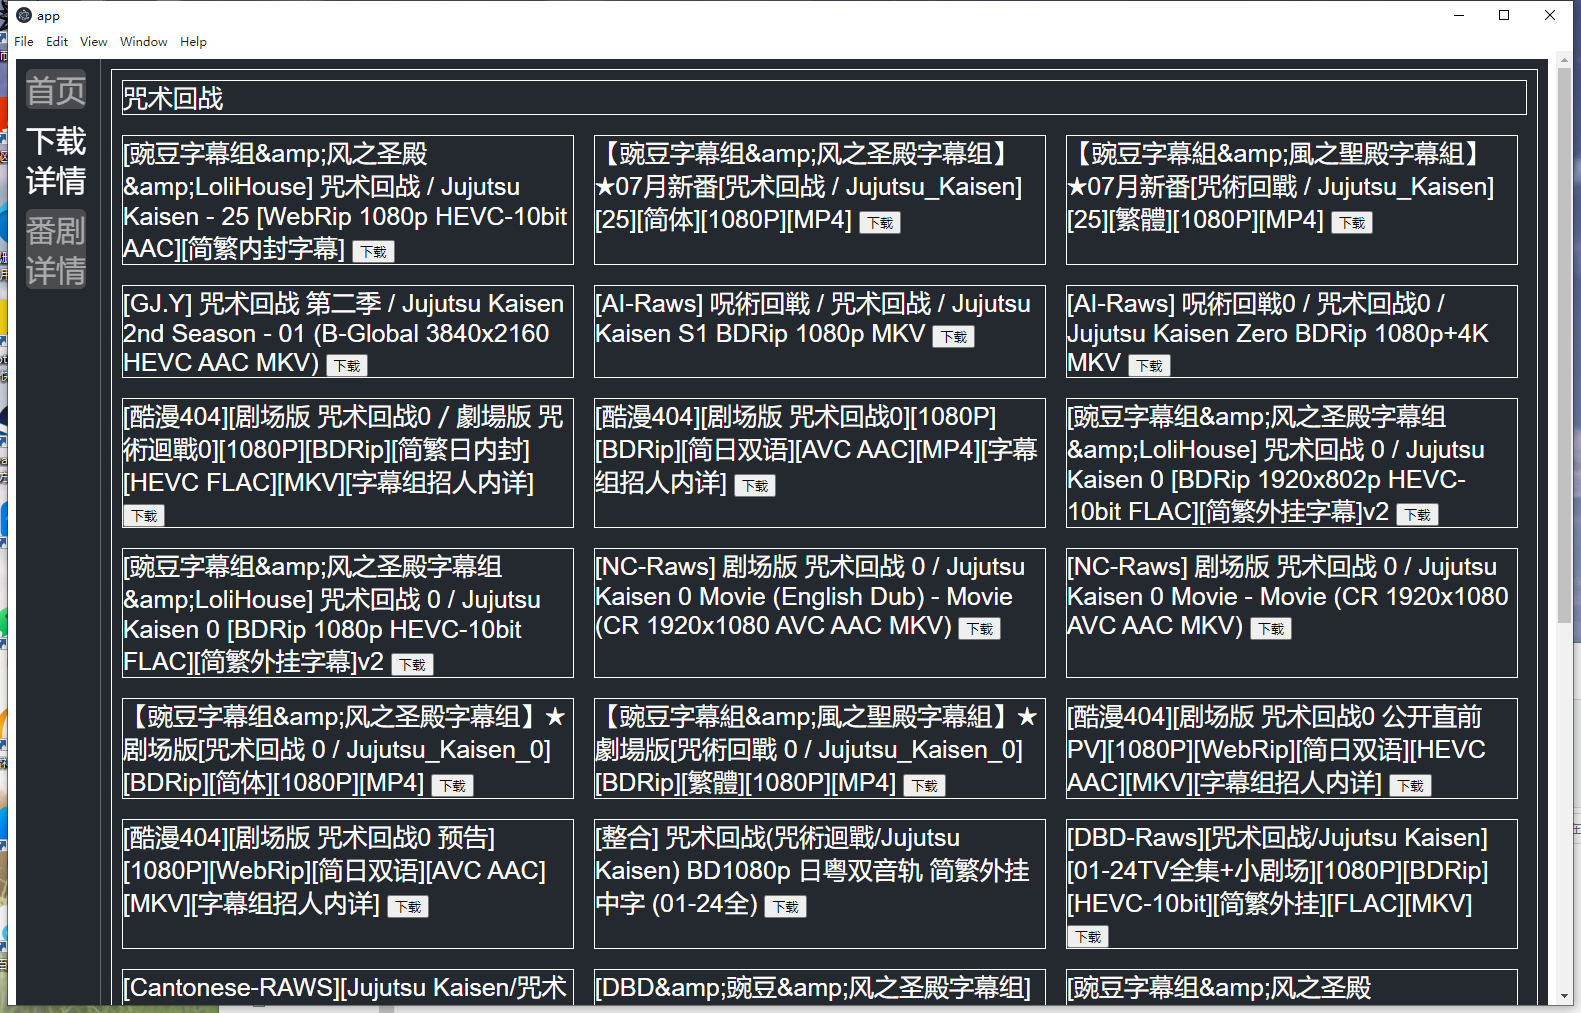 app
File Edit View Window Help
首页
下载
详情
番剧
详情
咒术回战
[豌豆字幕组&amp;风之圣殿
&amp;LoliHouse] 咒术回战 / Jujutsu
Kaisen - 25 [WebRip 1080p HEVC-10bit
AAC][简繁内封字幕] 下载
【豌豆字幕组&amp;风之圣殿字幕组】
★07月新番[咒术回战 / Jujutsu_Kaisen]
[25][简体][1080P][MP4] 下载
【豌豆字幕組&amp;風之聖殿字幕組】
★07月新番[咒術回戰 / Jujutsu_Kaisen]
[25][繁體][1080P][MP4] 下载
[GJ.Y] 咒术回战 第二季 / Jujutsu Kaisen
2nd Season - 01 (B-Global 3840x2160
HEVC AAC MKV) 下载
[AI-Raws] 呪術回戦 / 咒术回战 / Jujutsu
Kaisen S1 BDRip 1080p MKV 下载
[AI-Raws] 呪術回戦0 / 咒术回战0 /
Jujutsu Kaisen Zero BDRip 1080p+4K
MKV 下载
[酷漫404][剧场版 咒术回战0 / 劇場版 咒
術迴戰0][1080P][BDRip][简繁日内封]
[HEVC FLAC][MKV][字幕组招人内详]
下载
[酷漫404][剧场版 咒术回战0][1080P]
[BDRip][简日双语][AVC AAC][MP4][字幕
组招人内详] 下载
[豌豆字幕组&amp;风之圣殿字幕组
&amp;LoliHouse] 咒术回战 0 / Jujutsu
Kaisen 0 [BDRip 1920x802p HEVC-
10bit FLAC][简繁外挂字幕]v2 下载
[豌豆字幕组&amp;风之圣殿字幕组
&amp;LoliHouse] 咒术回战 0 / Jujutsu
Kaisen 0 [BDRip 1080p HEVC-10bit
FLAC][简繁外挂字幕]v2 下载
[NC-Raws] 剧场版 咒术回战 0 / Jujutsu
Kaisen 0 Movie (English Dub) - Movie
(CR 1920x1080 AVC AAC MKV) 下载
[NC-Raws] 剧场版 咒术回战 0 / Jujutsu
Kaisen 0 Movie - Movie (CR 1920x1080
AVC AAC MKV) 下载
【豌豆字幕组&amp;风之圣殿字幕组】★
剧场版[咒术回战 0 / Jujutsu_Kaisen_0]
[BDRip][简体][1080P][MP4] 下载
【豌豆字幕組&amp;風之聖殿字幕組】★
劇場版[咒術回戰 0 / Jujutsu_Kaisen_0]
[BDRip][繁體][1080P][MP4] 下载
[酷漫404][剧场版 咒术回战0 公开直前
PV][1080P][WebRip][简日双语][HEVC
AAC][MKV][字幕组招人内详] 下载
[酷漫404][剧场版 咒术回战0 预告]
[1080P][WebRip][简日双语][AVC AAC]
[MKV][字幕组招人内详] 下载
[整合] 咒术回战(咒術迴戰/Jujutsu
Kaisen) BD1080p 日粤双音轨 简繁外挂
中字 (01-24全) 下载
[DBD-Raws][咒术回战/Jujutsu Kaisen]
[01-24TV全集+小剧场][1080P][BDRip]
[HEVC-10bit][简繁外挂][FLAC][MKV]
下载
[Cantonese-RAWS][Jujutsu Kaisen/咒术
[DBD&amp;豌豆&amp;风之圣殿字幕组]
[豌豆字幕组&amp;风之圣殿